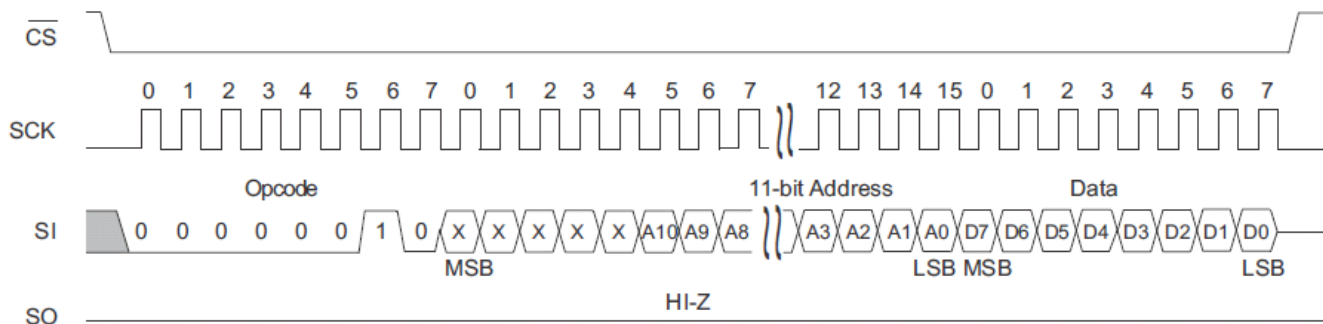 CS
0 1 2 3 4 5 6 7 0 1 2 3 4 5 6 7 12 13 14 15 0 1 2 3 4 5 6 7
SCK
Opcode 11-bit Address Data
SI 0 0 0 0 0 0 1 0 X X X X X A10 A9 A8 A3 A2 A1 A0 D7 D6 D5 D4 D3 D2 D1 D0
MSB LSB MSB LSB
HI-Z
SO